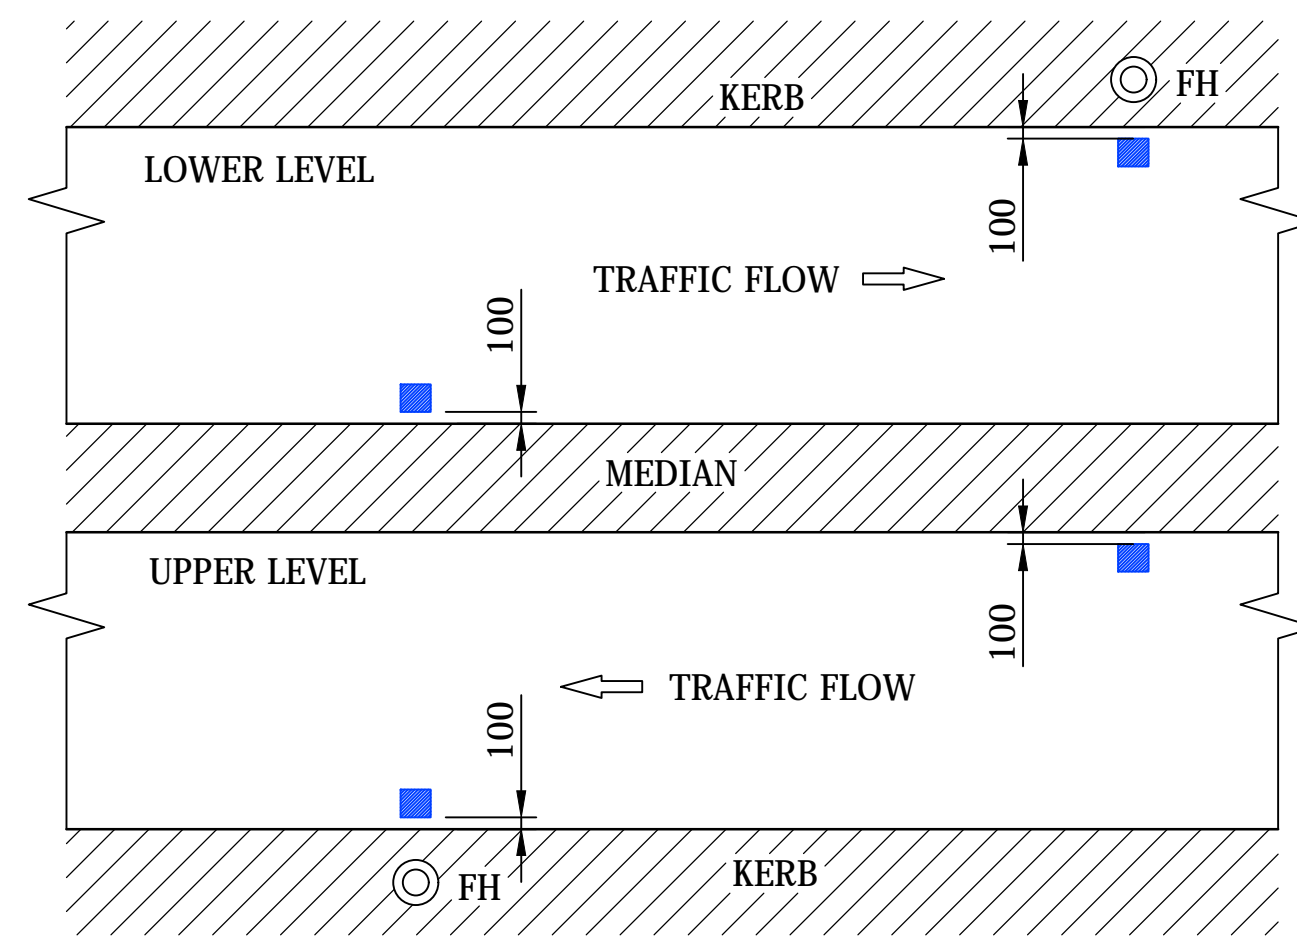 KERB
FH
LOWER LEVEL
100
TRAFFIC FLOW
100
MEDIAN
UPPER LEVEL
100
TRAFFIC FLOW
100
KERB
FH